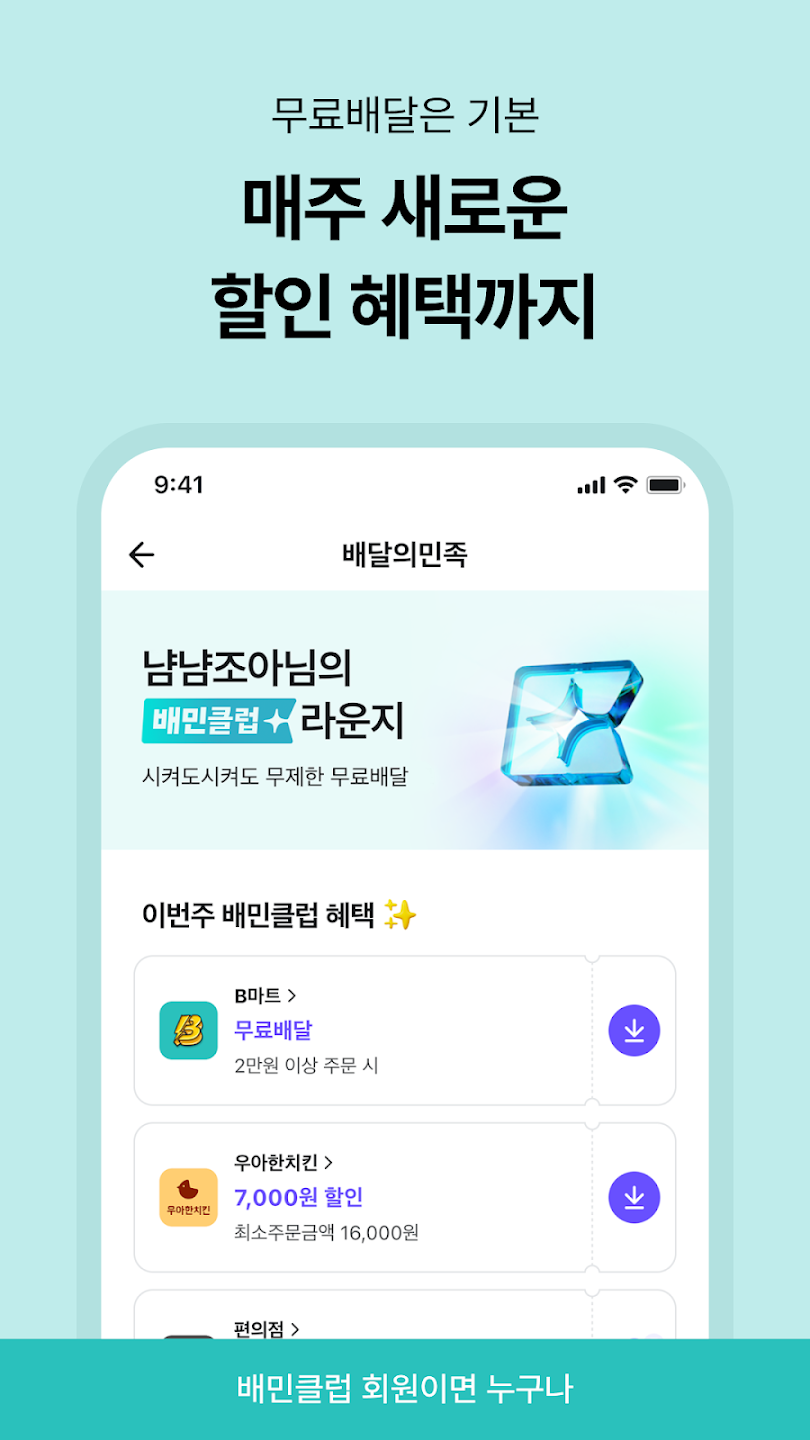 무료배달은 기본
매주 새로운
할인 혜택까지
9:41
배달의민족
냠냠조아님의
배민클럽 라운지
시켜도시켜도 무제한 무료배달
이번주 배민클럽 혜택 ✨
B마트 >
B
무료배달
2만원 이상 주문 시
우아한치킨 >
우아한치킨
7,000원 할인
최소주문금액 16,000원
편의점 >
배민클럽 회원이면 누구나